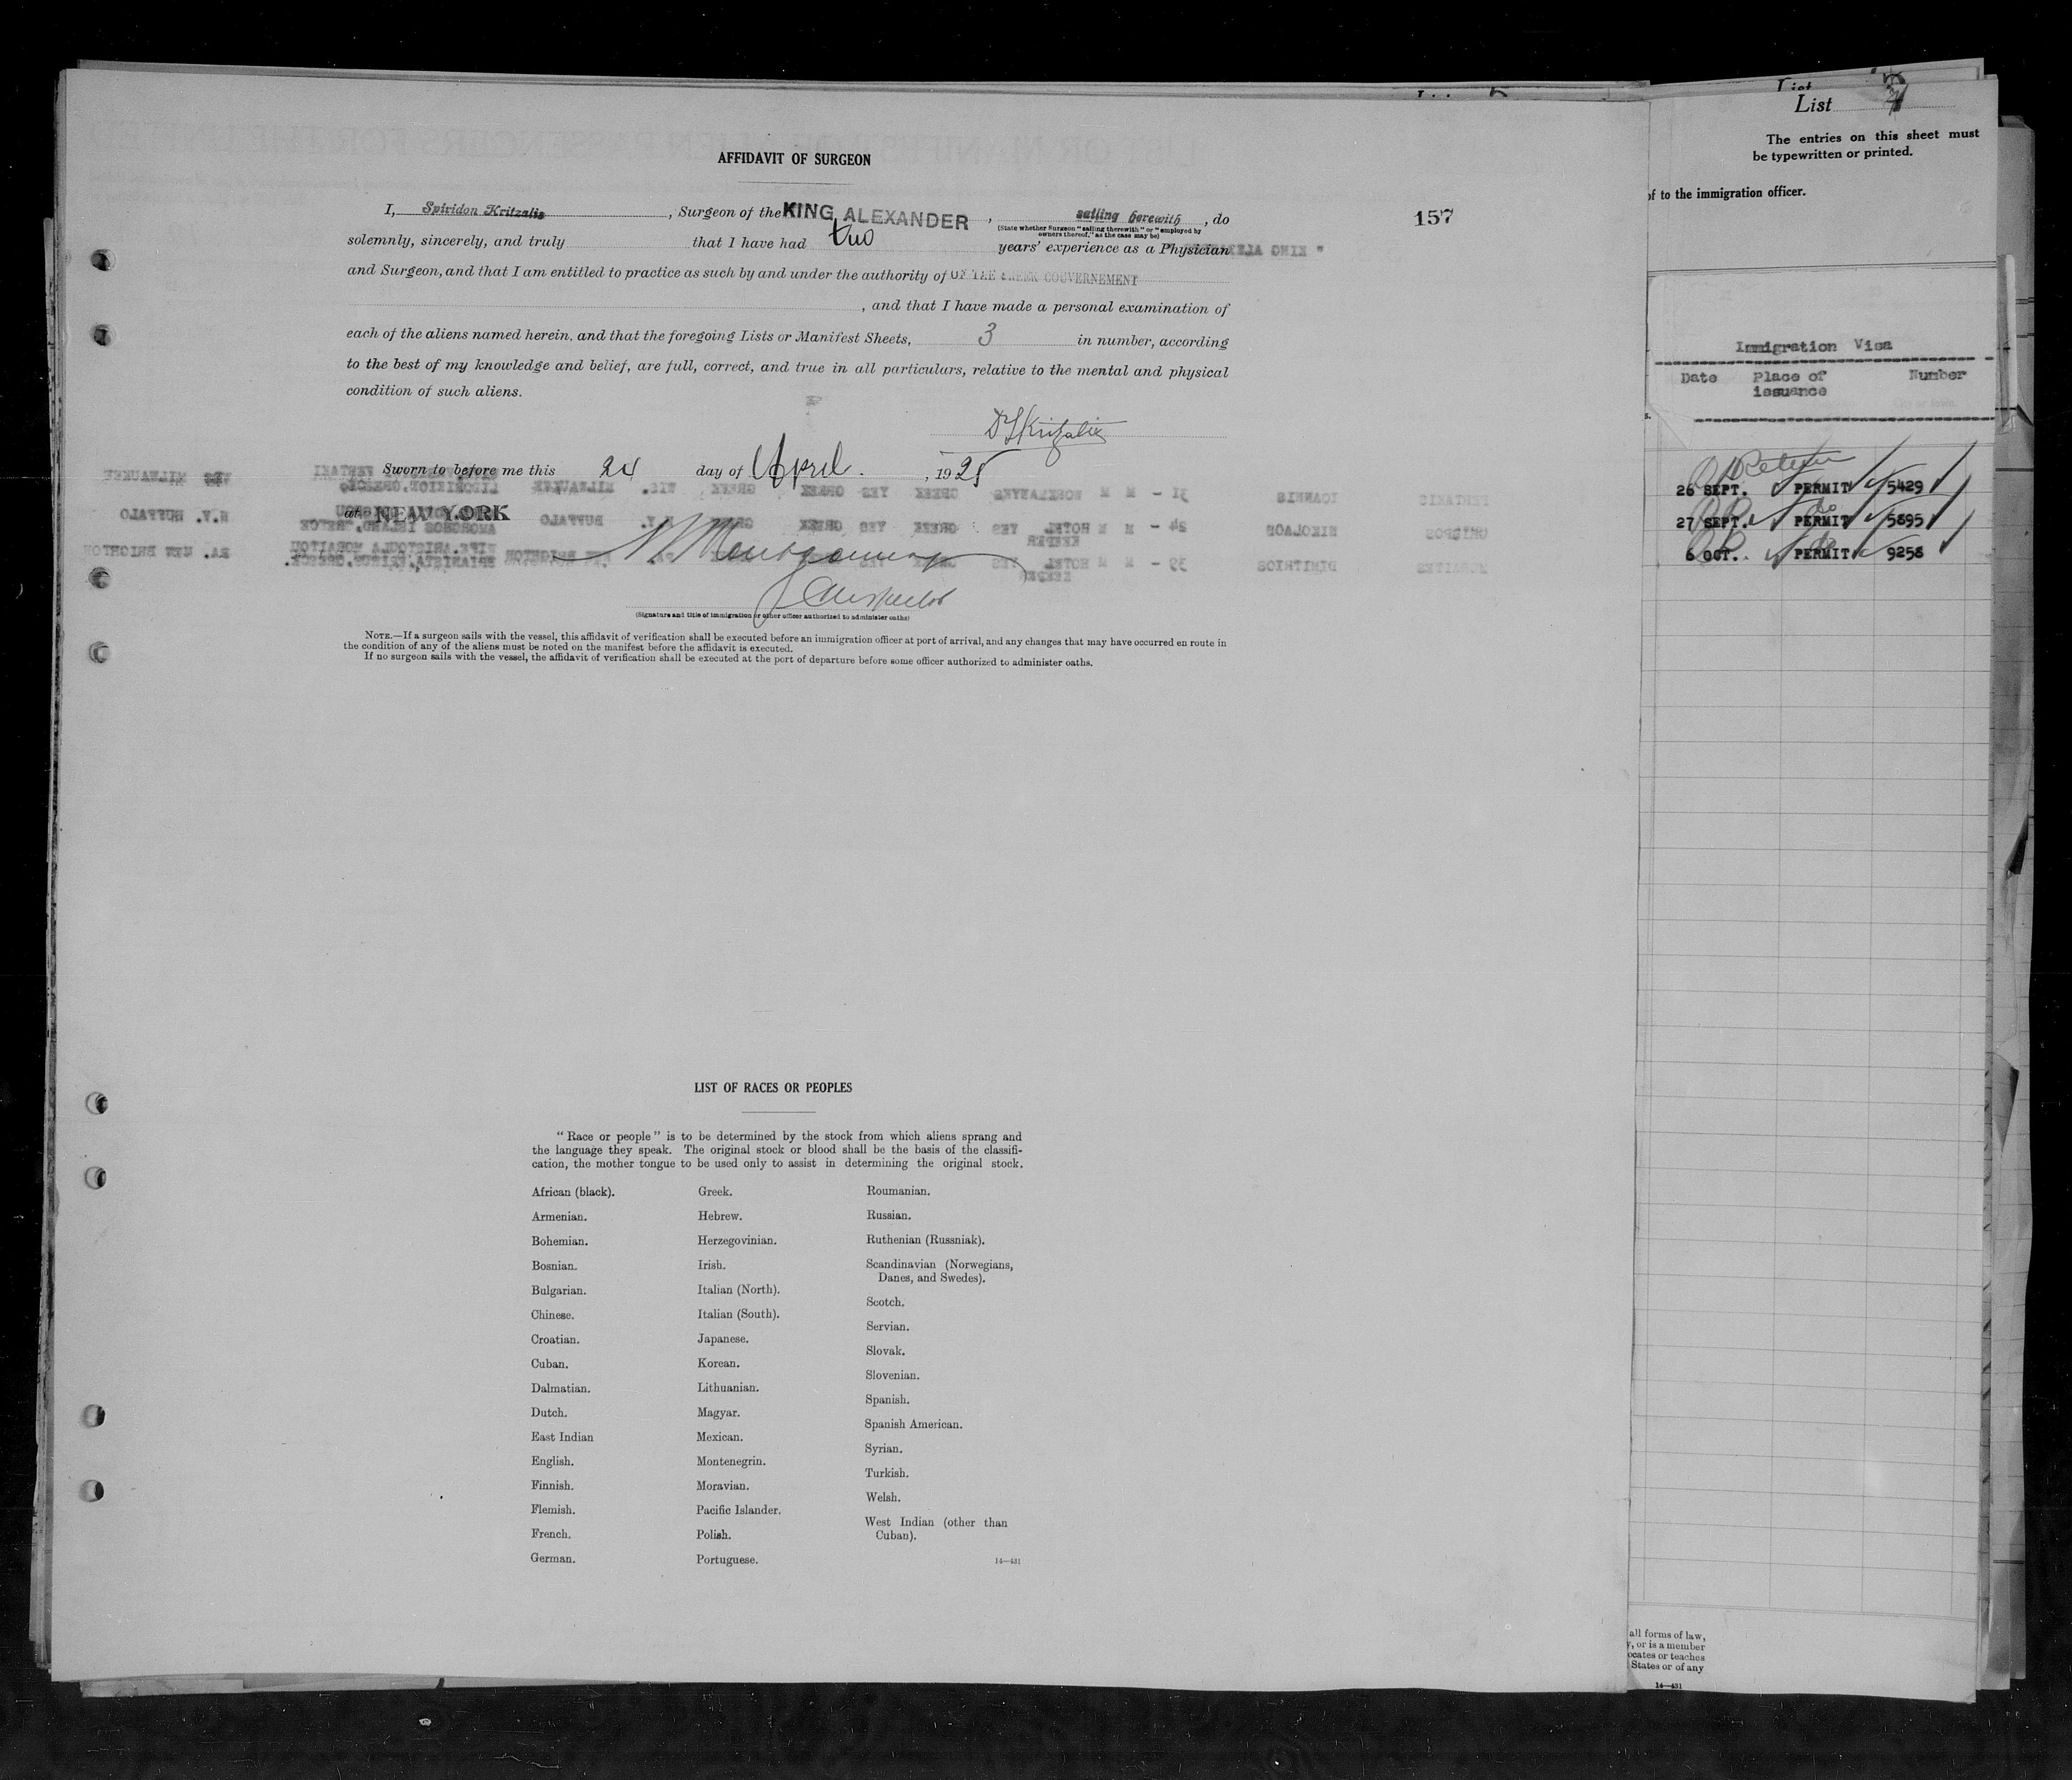 AFFIDAVIT OF SURGEON
I, Spiridon Kritzalis, Surgeon of the KING ALEXANDER, sailing therewith, do
(State whether Surgeon "sailing therewith" or "employed by
owners thereof," as the case may be)
solemnly, sincerely, and truly that I have had two years' experience as a Physician
and Surgeon, and that I am entitled to practice as such by and under the authority of OF THE GREEK GOUVERNEMENT
, and that I have made a personal examination of
each of the aliens named herein, and that the foregoing Lists or Manifest Sheets, 3 in number, according
to the best of my knowledge and belief, are full, correct, and true in all particulars, relative to the mental and physical
condition of such aliens.
Dr S Kritzalis
Sworn to before me this 24 day of April, 1925
at NEW YORK
Montgomery
Inspector
(Signature and title of immigration or other officer authorized to administer oaths)
NOTE.—If a surgeon sails with the vessel, this affidavit of verification shall be executed before an immigration officer at port of arrival, and any changes that may have occurred en route in
the condition of any of the aliens must be noted on the manifest before the affidavit is executed.
If no surgeon sails with the vessel, the affidavit of verification shall be executed at the port of departure before some officer authorized to administer oaths.
157
LIST OF RACES OR PEOPLES
"Race or people" is to be determined by the stock from which aliens sprang and
the language they speak. The original stock or blood shall be the basis of the classifi-
cation, the mother tongue to be used only to assist in determining the original stock.
African (black).
Armenian.
Bohemian.
Bosnian.
Bulgarian.
Chinese.
Croatian.
Cuban.
Dalmatian.
Dutch.
East Indian
English.
Finnish.
Flemish.
French.
German.
Greek.
Hebrew.
Herzegovinian.
Irish.
Italian (North).
Italian (South).
Japanese.
Korean.
Lithuanian.
Magyar.
Mexican.
Montenegrin.
Moravian.
Pacific Islander.
Polish.
Portuguese.
Roumanian.
Russian.
Ruthenian (Russniak).
Scandinavian (Norwegians,
Danes, and Swedes).
Scotch.
Servian.
Slovak.
Slovenian.
Spanish.
Spanish American.
Syrian.
Turkish.
Welsh.
West Indian (other than
Cuban).
14—431
List
List
The entries on this sheet must
be typewritten or printed.
of to the immigration officer.
Immigration Visa
Date Place of issuance Number
26 SEPT. PERMIT 5429
27 SEPT. PERMIT 5895
6 OCT. PERMIT 9258
all forms of law,
y, or is a member
ocates or teaches
States or of any
14—431